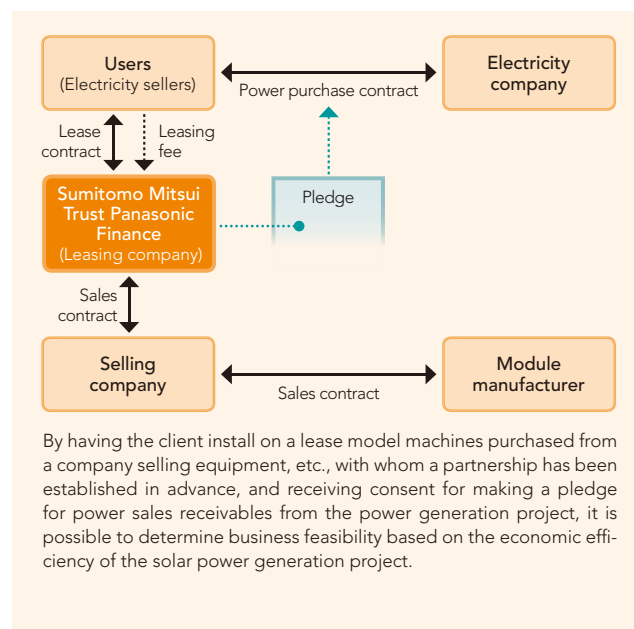 Users
(Electricity sellers)
Electricity
company
Power purchase contract
Lease
contract
Leasing
fee
Sumitomo Mitsui
Trust Panasonic
Finance
(Leasing company)
Pledge
Sales
contract
Selling
company
Sales contract
Module
manufacturer
By having the client install on a lease model machines purchased from
a company selling equipment, etc., with whom a partnership has been
established in advance, and receiving consent for making a pledge
for power sales receivables from the power generation project, it is
possible to determine business feasibility based on the economic effi-
ciency of the solar power generation project.